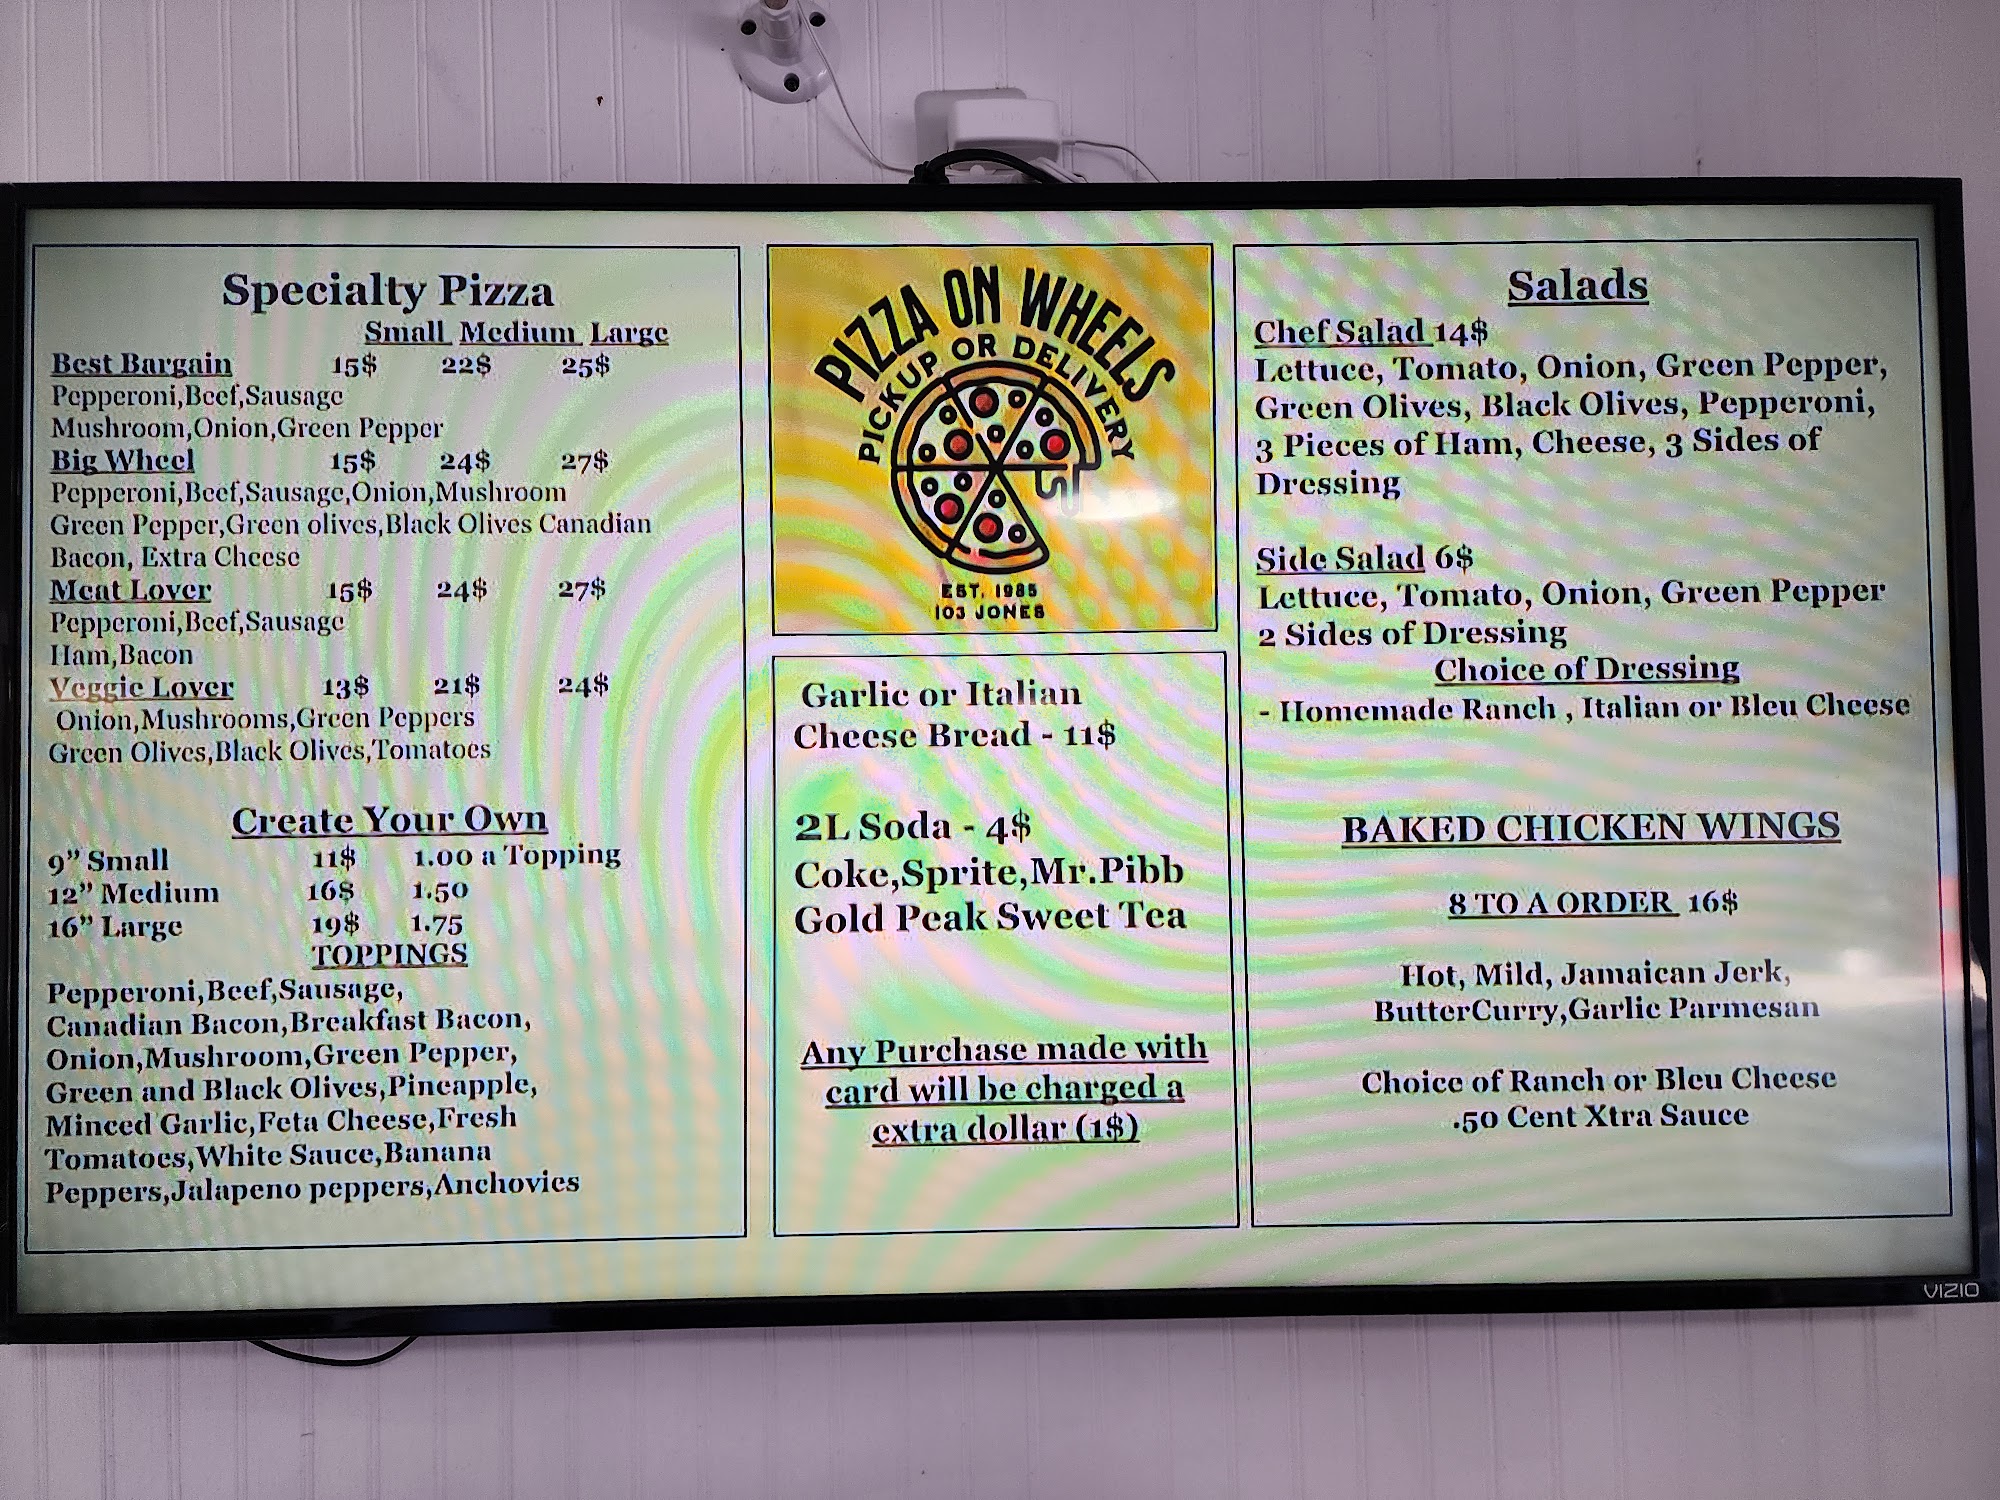 Specialty Pizza
Small Medium Large
Best Bargain 15$ 22$ 25$
Pepperoni,Beef,Sausage
Mushroom,Onion,Green Pepper
Big Wheel 15$ 24$ 27$
Pepperoni,Beef,Sausage,Onion,Mushroom
Green Pepper,Green olives,Black Olives Canadian
Bacon, Extra Cheese
Meat Lover 15$ 24$ 27$
Pepperoni,Beef,Sausage
Ham,Bacon
Veggie Lover 13$ 21$ 24$
Onion,Mushrooms,Green Peppers
Green Olives,Black Olives,Tomatoes
Create Your Own
9” Small 11$ 1.00 a Topping
12” Medium 16$ 1.50
16” Large 19$ 1.75
TOPPINGS
Pepperoni,Beef,Sausage,
Canadian Bacon,Breakfast Bacon,
Onion,Mushroom,Green Pepper,
Green and Black Olives,Pineapple,
Minced Garlic,Feta Cheese,Fresh
Tomatoes,White Sauce,Banana
Peppers,Jalapeno peppers,Anchovies
PIZZA ON WHEELS
PICKUP OR DELIVERY
EST. 1985
103 JONES
Garlic or Italian
Cheese Bread - 11$
2L Soda - 4$
Coke,Sprite,Mr.Pibb
Gold Peak Sweet Tea
Any Purchase made with
card will be charged a
extra dollar (1$)
Salads
Chef Salad 14$
Lettuce, Tomato, Onion, Green Pepper,
Green Olives, Black Olives, Pepperoni,
3 Pieces of Ham, Cheese, 3 Sides of
Dressing
Side Salad 6$
Lettuce, Tomato, Onion, Green Pepper
2 Sides of Dressing
Choice of Dressing
- Homemade Ranch , Italian or Bleu Cheese
BAKED CHICKEN WINGS
8 TO A ORDER 16$
Hot, Mild, Jamaican Jerk,
ButterCurry,Garlic Parmesan
Choice of Ranch or Bleu Cheese
.50 Cent Xtra Sauce
VIZIO